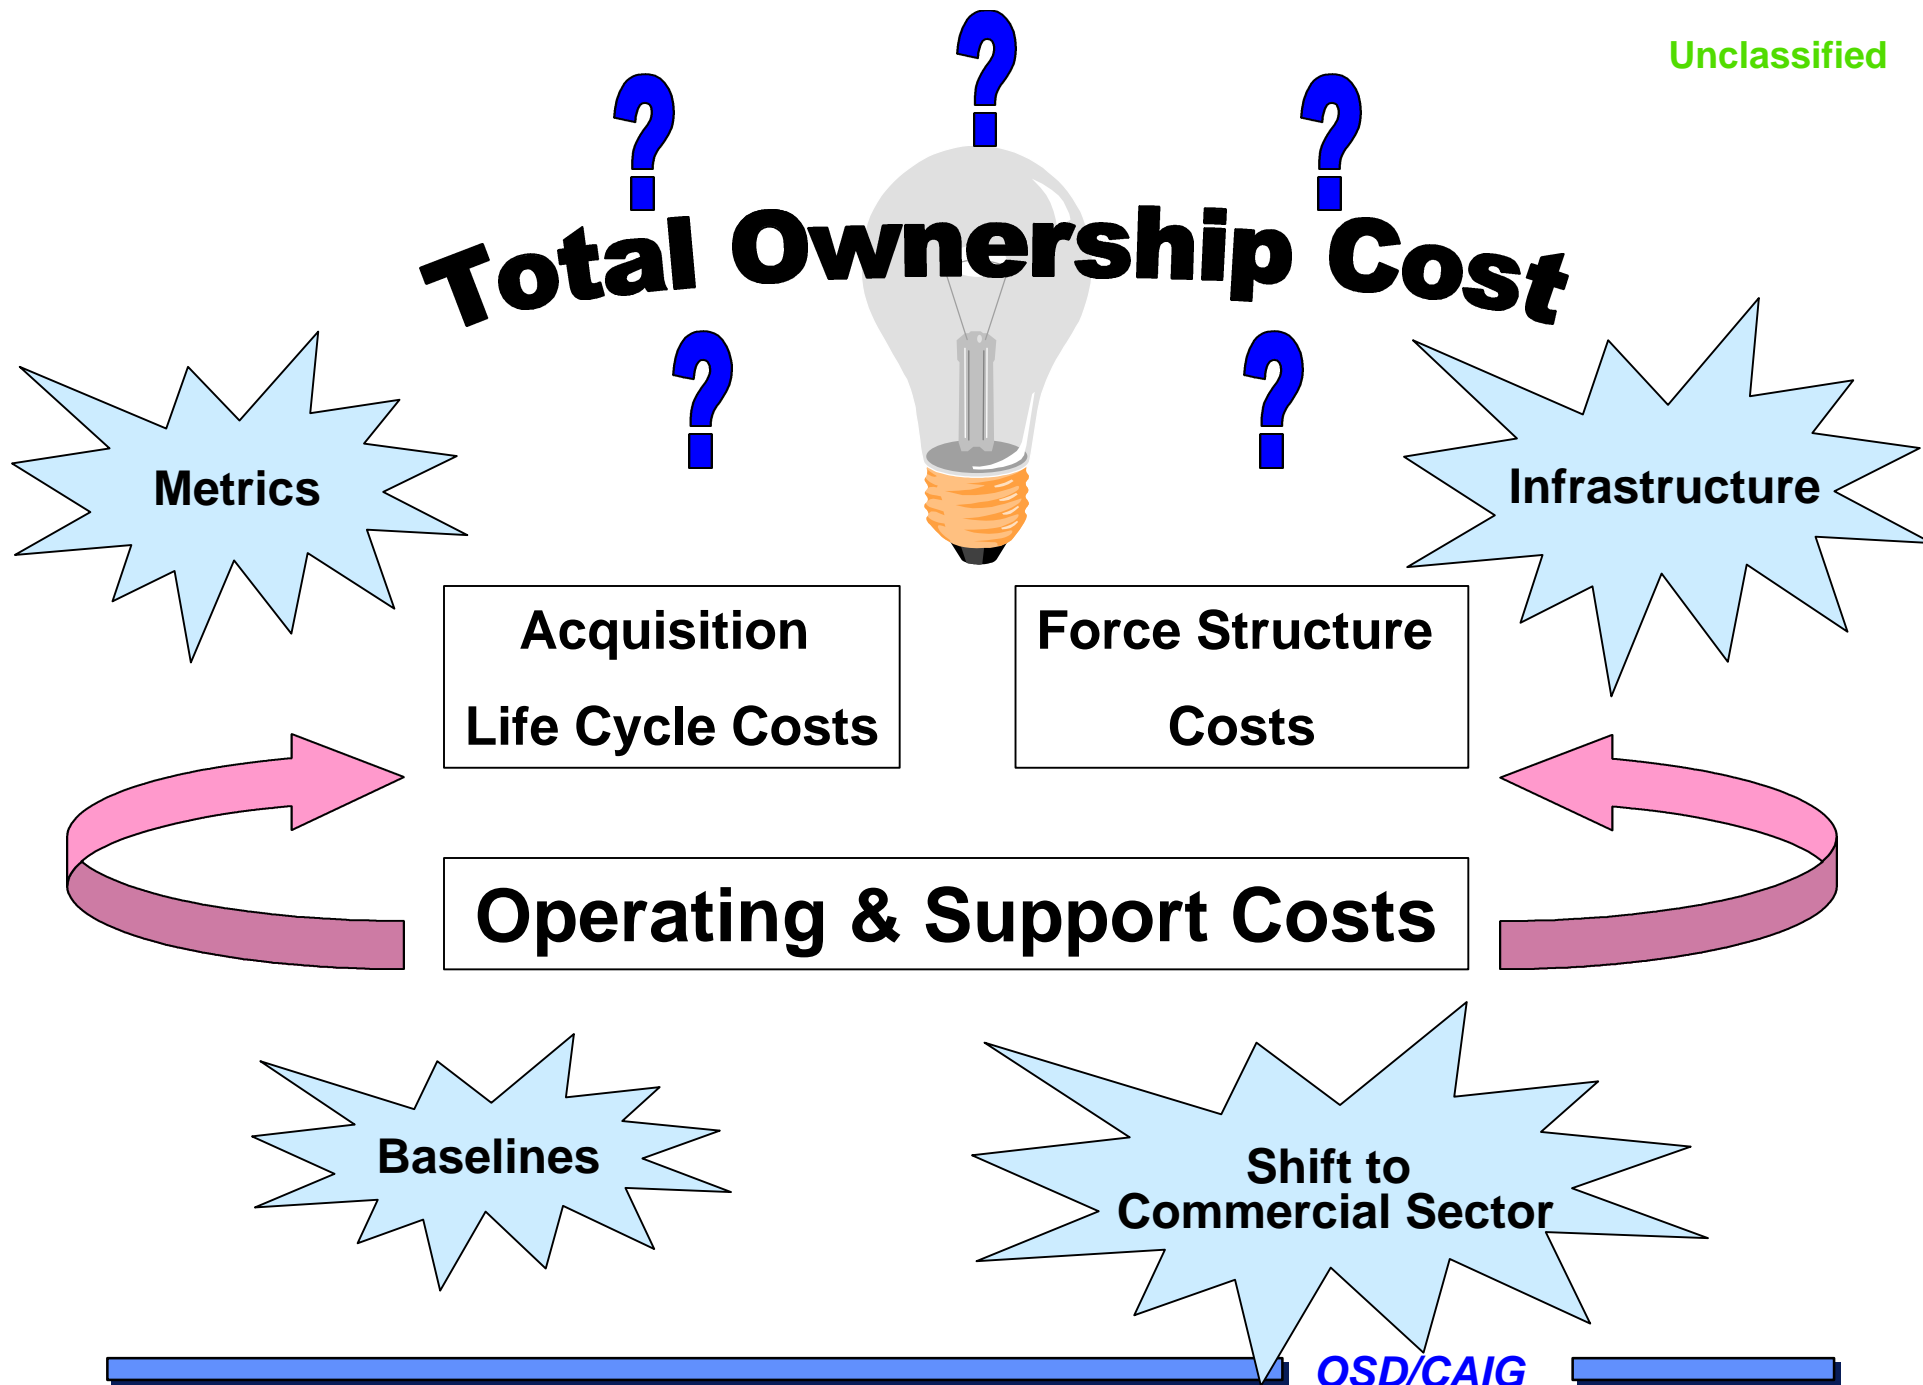 Unclassified
?
? ?
Total Ownership Cost
? ?
Metrics
Infrastructure
Acquisition
Life Cycle Costs
Force Structure
Costs
Operating & Support Costs
Baselines
Shift to
Commercial Sector
OSD/CAIG